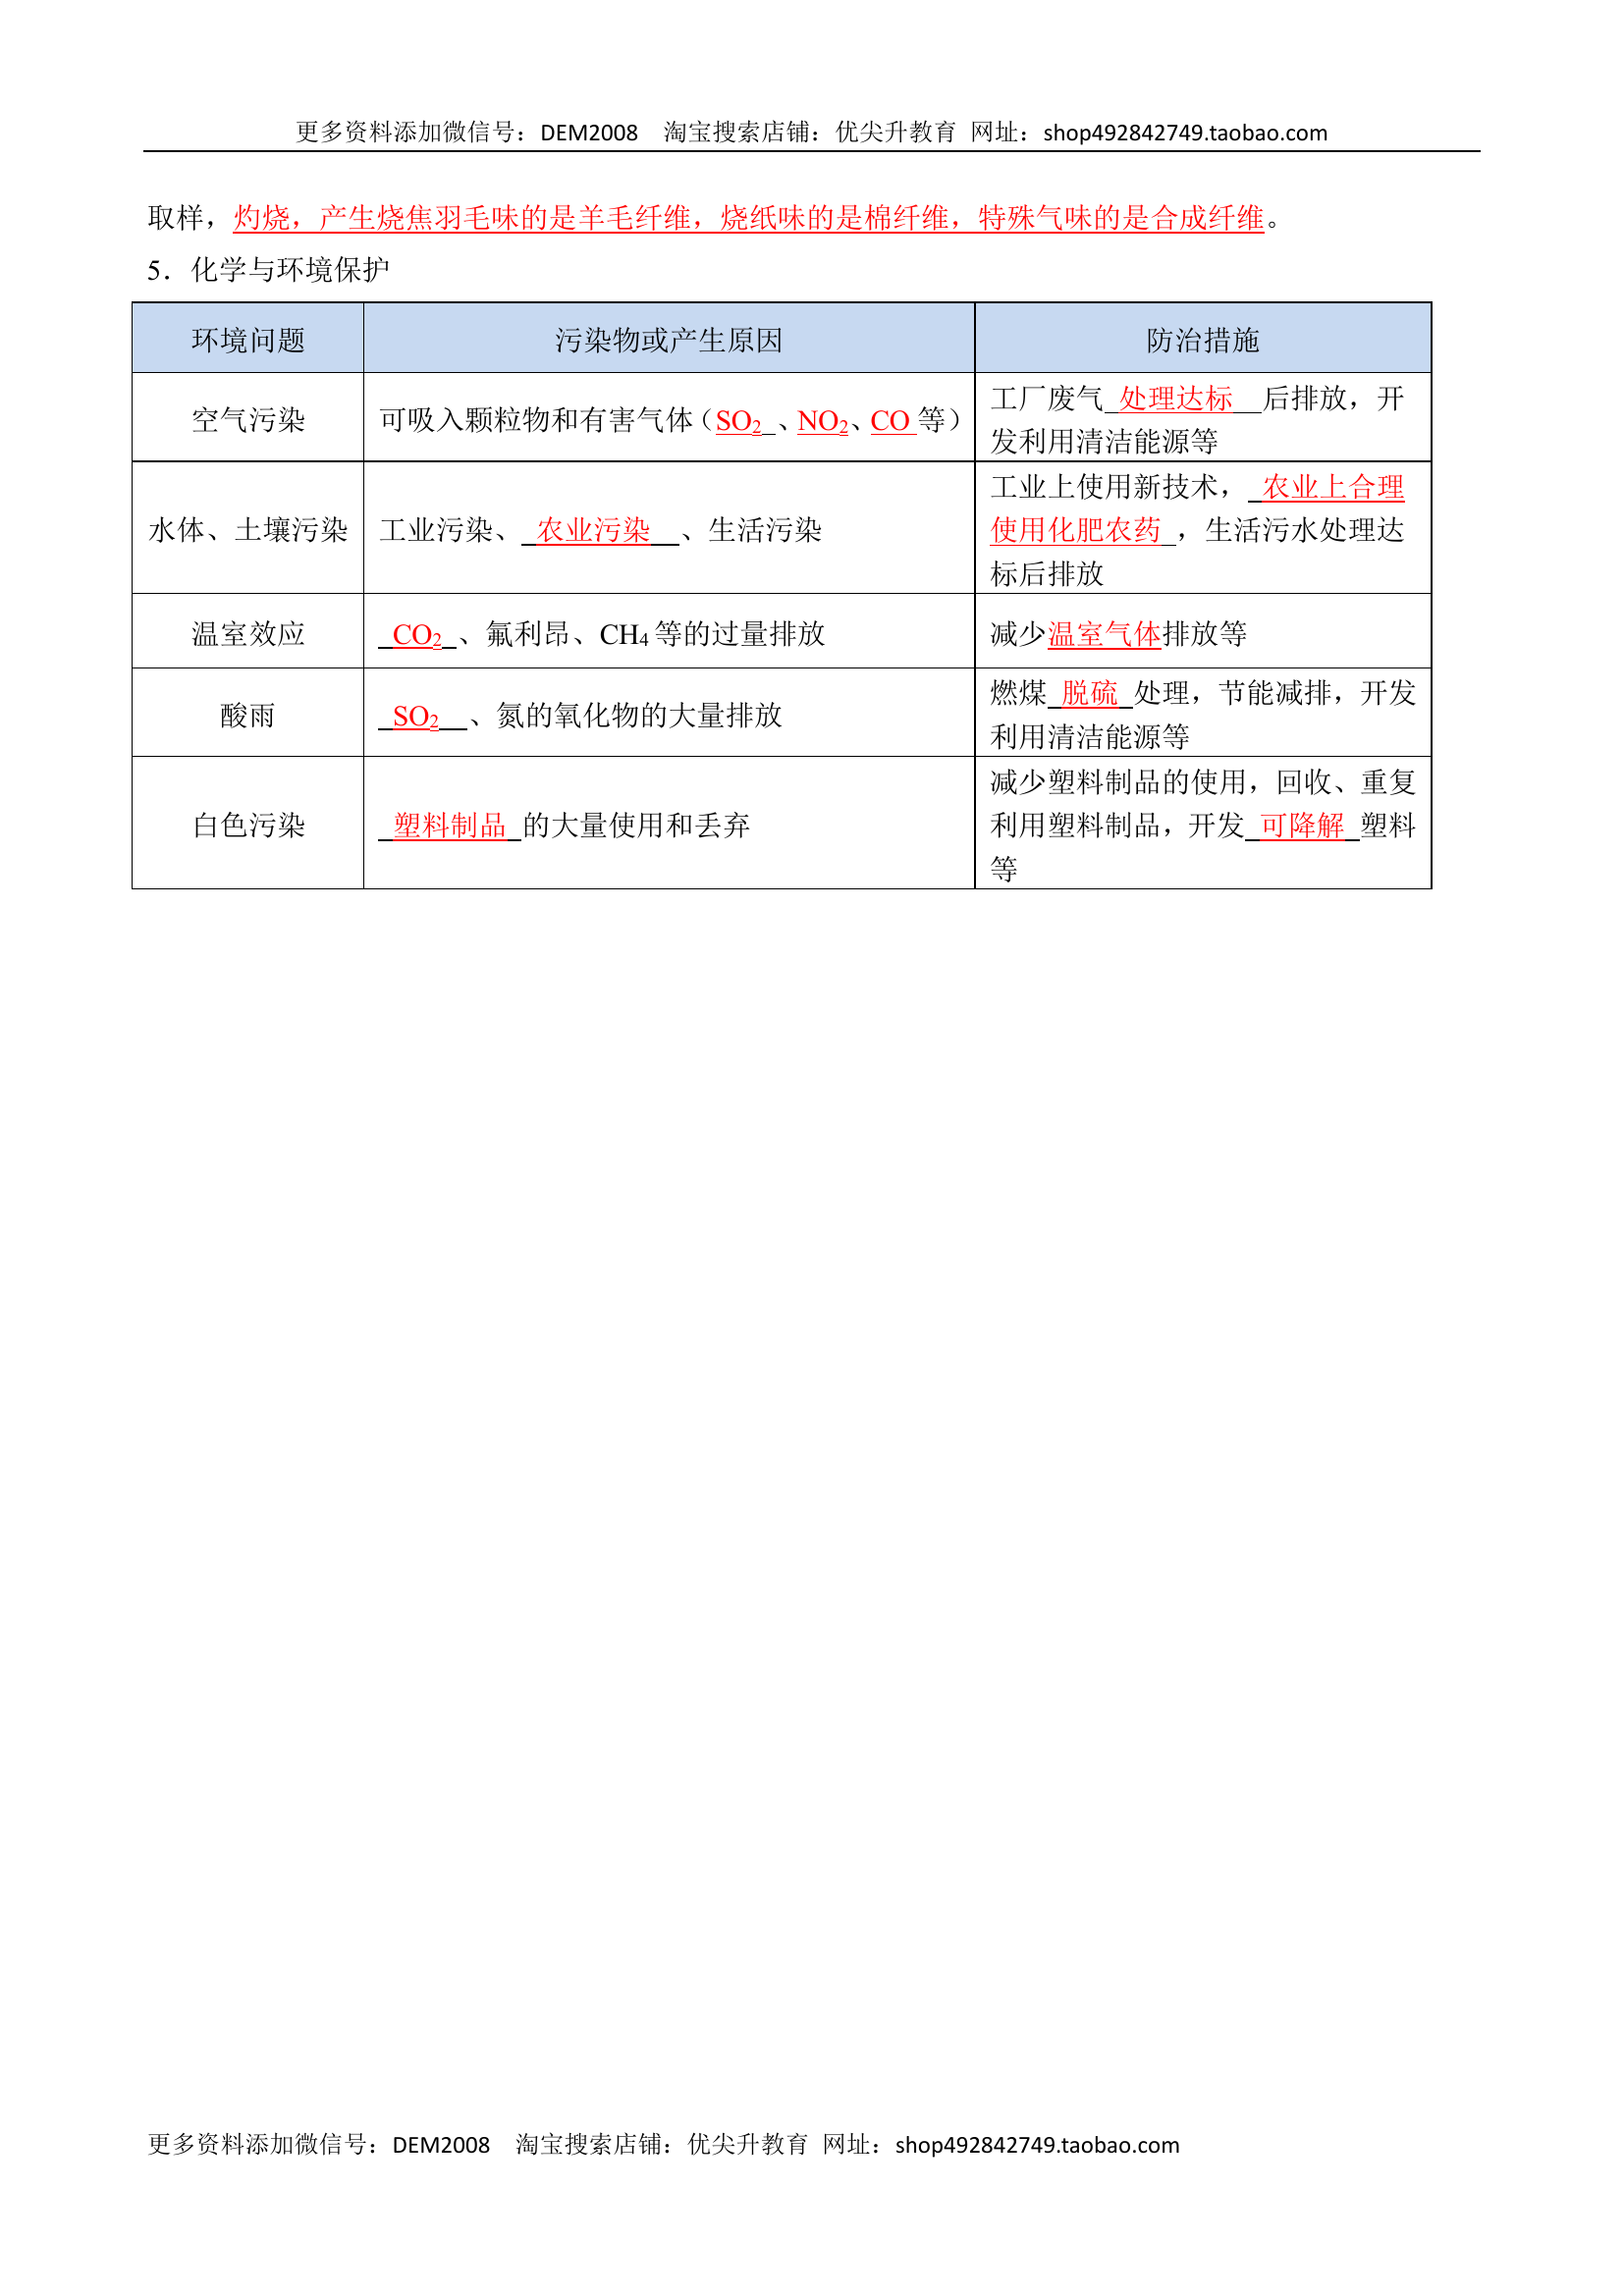 更多资料添加微信号：DEM2008 淘宝搜索店铺：优尖升教育 网址：shop492842749.taobao.com
取样，灼烧，产生烧焦羽毛味的是羊毛纤维，烧纸味的是棉纤维，特殊气味的是合成纤维。
5．化学与环境保护
环境问题 污染物或产生原因 防治措施
空气污染 可吸入颗粒物和有害气体（SO₂ 、NO₂、CO 等） 工厂废气 处理达标 后排放，开
发利用清洁能源等
水体、土壤污染 工业污染、 农业污染 、生活污染 工业上使用新技术， 农业上合理
使用化肥农药 ，生活污水处理达
标后排放
温室效应 CO₂ 、氟利昂、CH₄ 等的过量排放 减少温室气体排放等
酸雨 SO₂ 、氮的氧化物的大量排放 燃煤 脱硫 处理，节能减排，开发
利用清洁能源等
白色污染 塑料制品 的大量使用和丢弃 减少塑料制品的使用，回收、重复
利用塑料制品，开发 可降解 塑料
等
更多资料添加微信号：DEM2008 淘宝搜索店铺：优尖升教育 网址：shop492842749.taobao.com